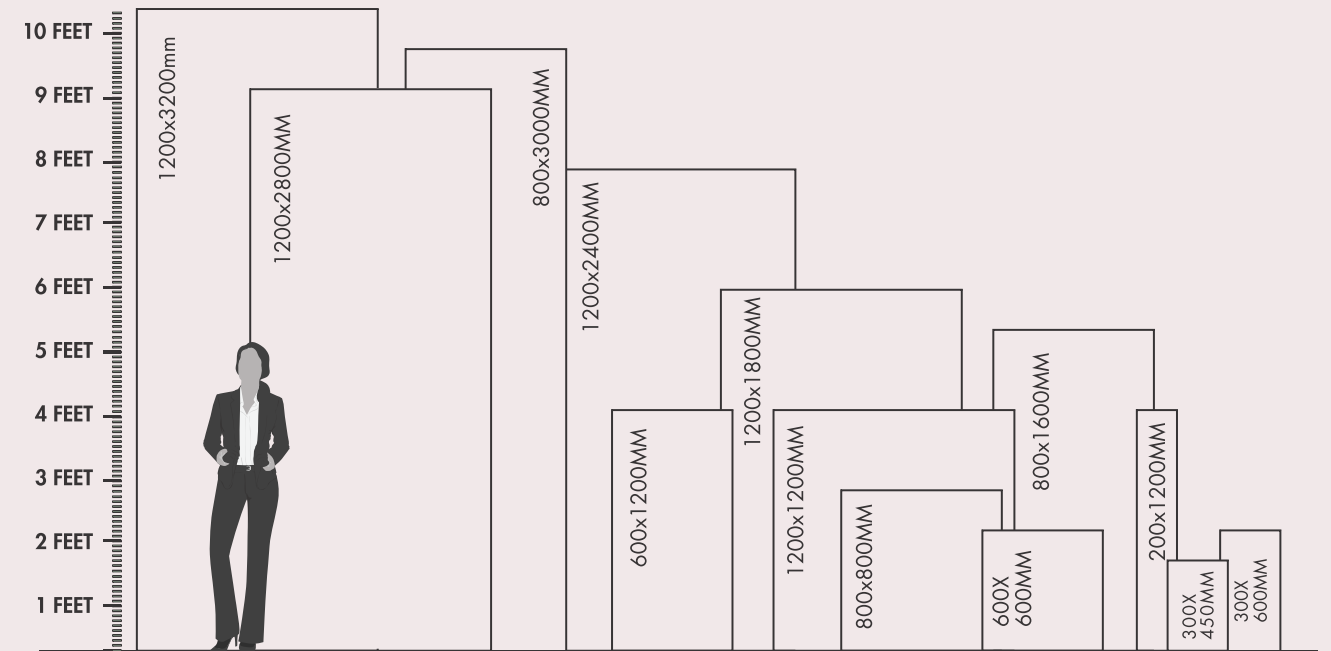 10 FEET
9 FEET
8 FEET
7 FEET
6 FEET
5 FEET
4 FEET
3 FEET
2 FEET
1 FEET
1200x3200mm
1200x2800MM
800x3000MM
1200x2400MM
600x1200MM
1200x1800MM
1200x1200MM
800x800MM
600X
600MM
800x1600MM
200x1200MM
300X
450MM
300X
600MM